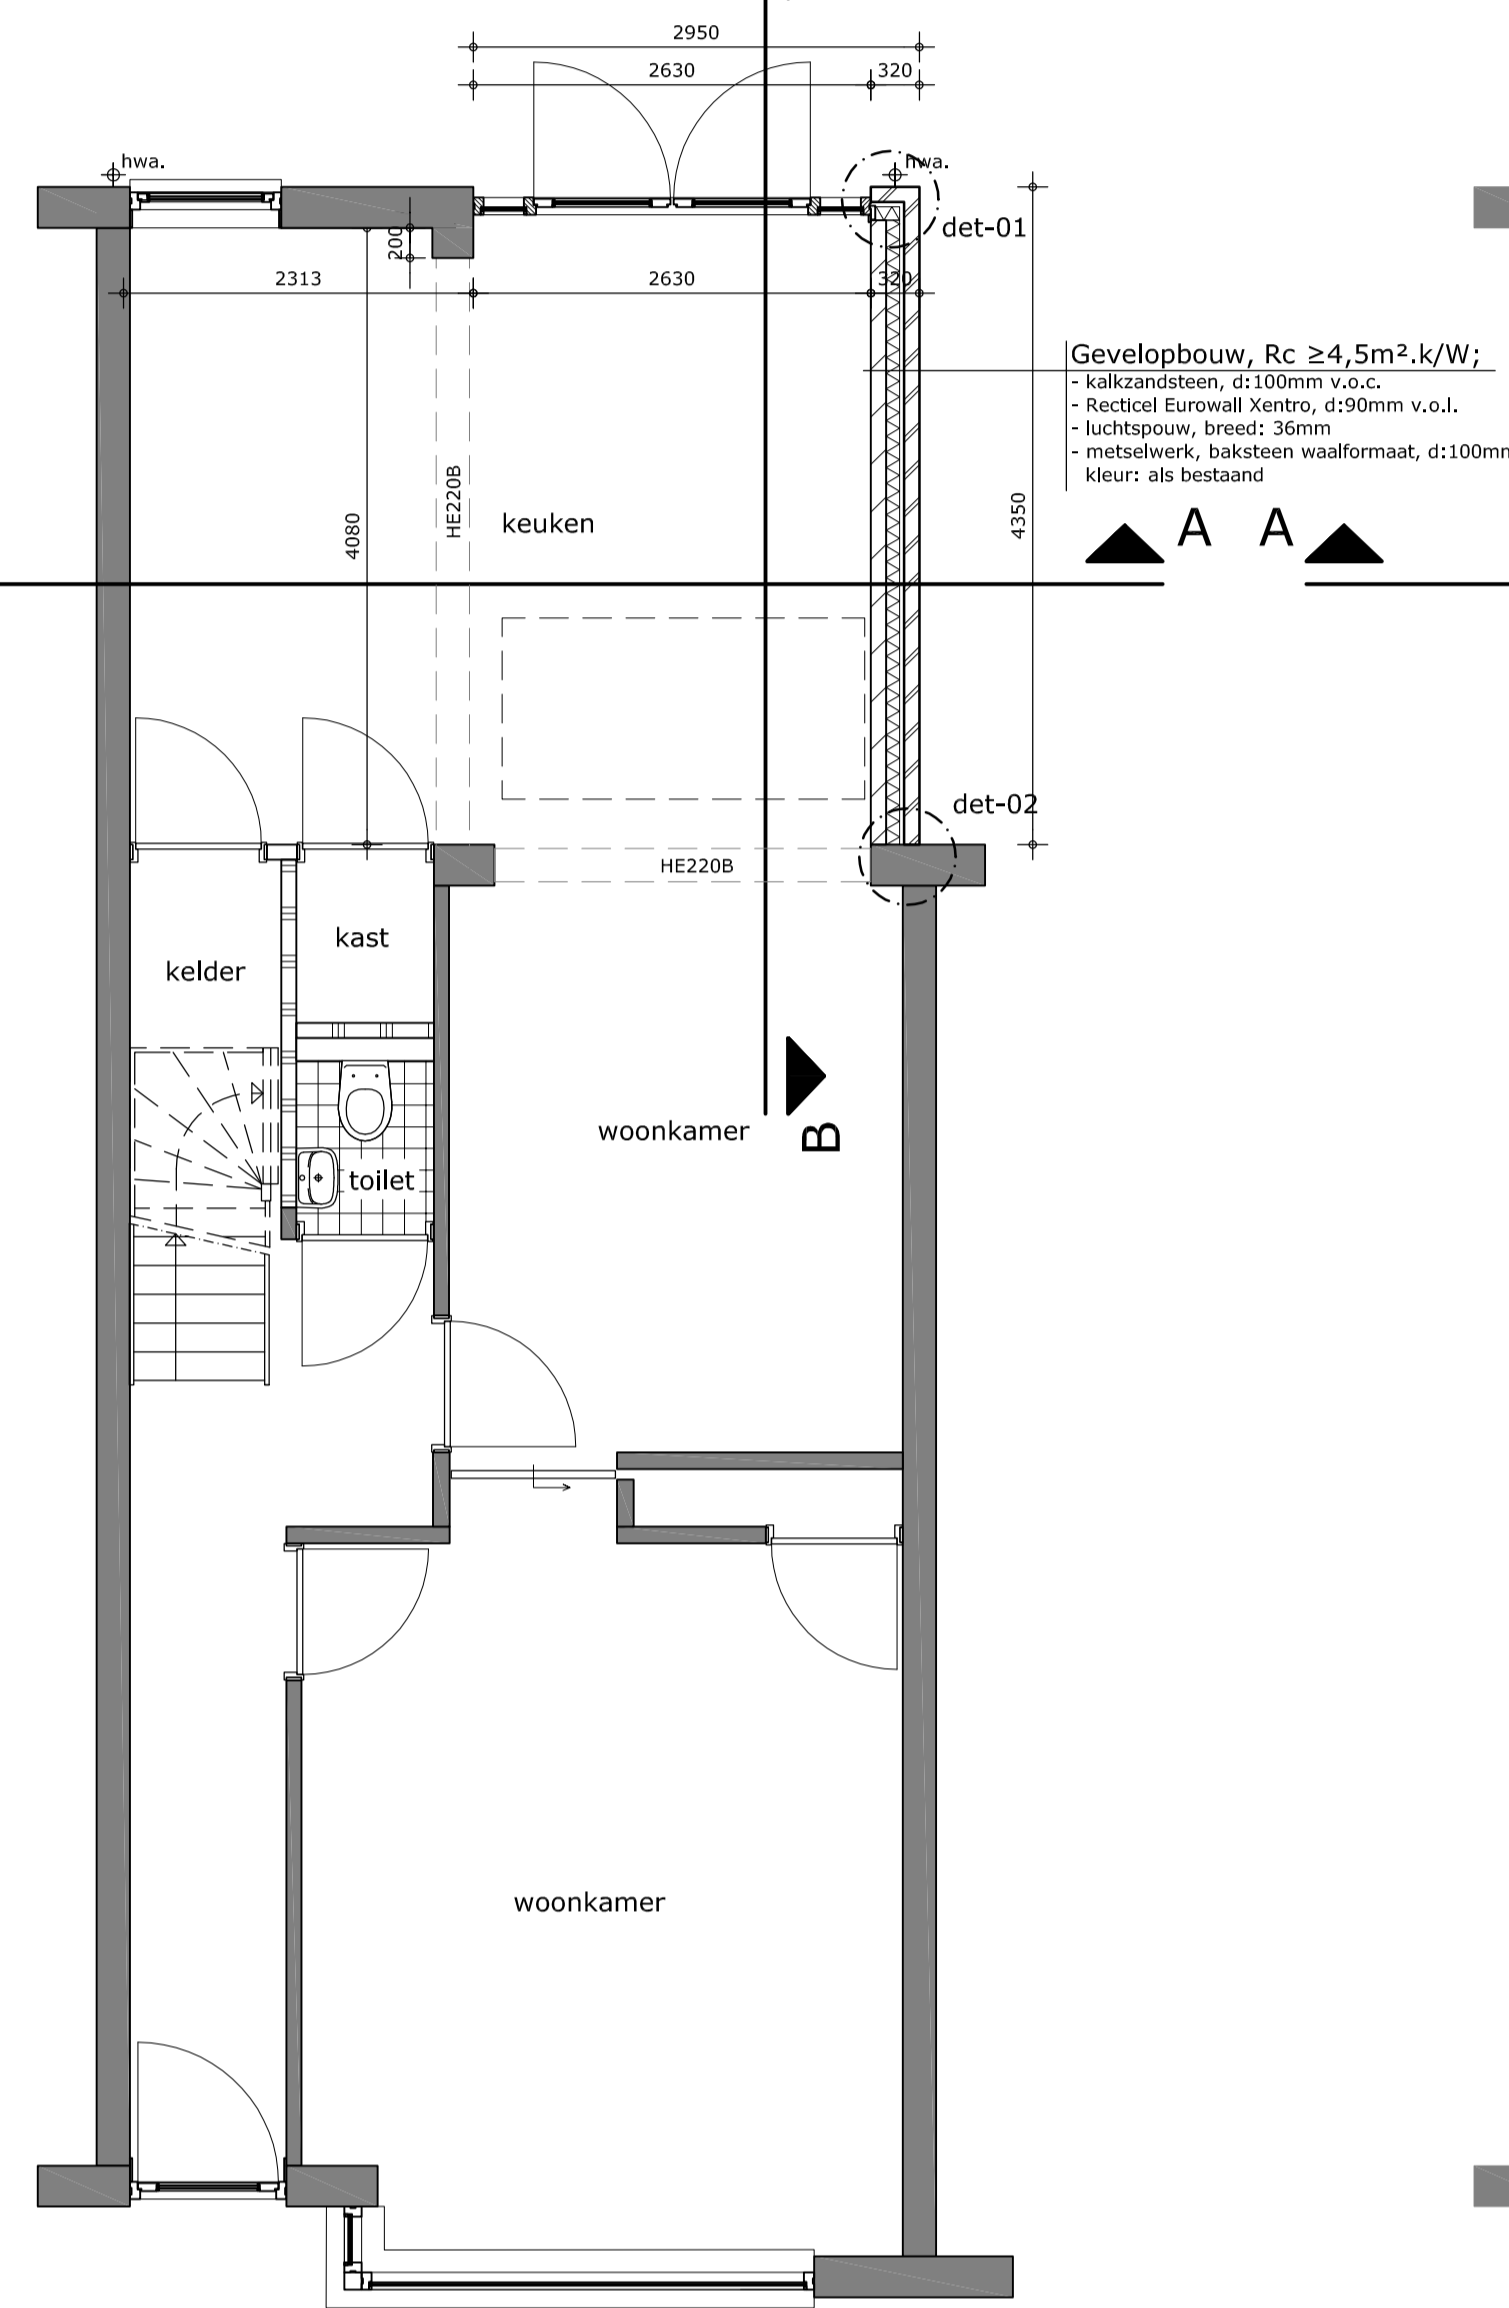 2950
2630
320
hwa.
hwa.
det-01
200
2313
2630
320
Gevelopbouw, Rc ≥4,5m².k/W;
- kalkzandsteen, d:100mm v.o.c.
- Recticel Eurowall Xentro, d:90mm v.o.l.
- luchtspouw, breed: 36mm
- metselwerk, baksteen waalformaat, d:100mm
kleur: als bestaand
HE220B
4080
keuken
4350
A
A
det-02
HE220B
kast
kelder
woonkamer
B
toilet
woonkamer